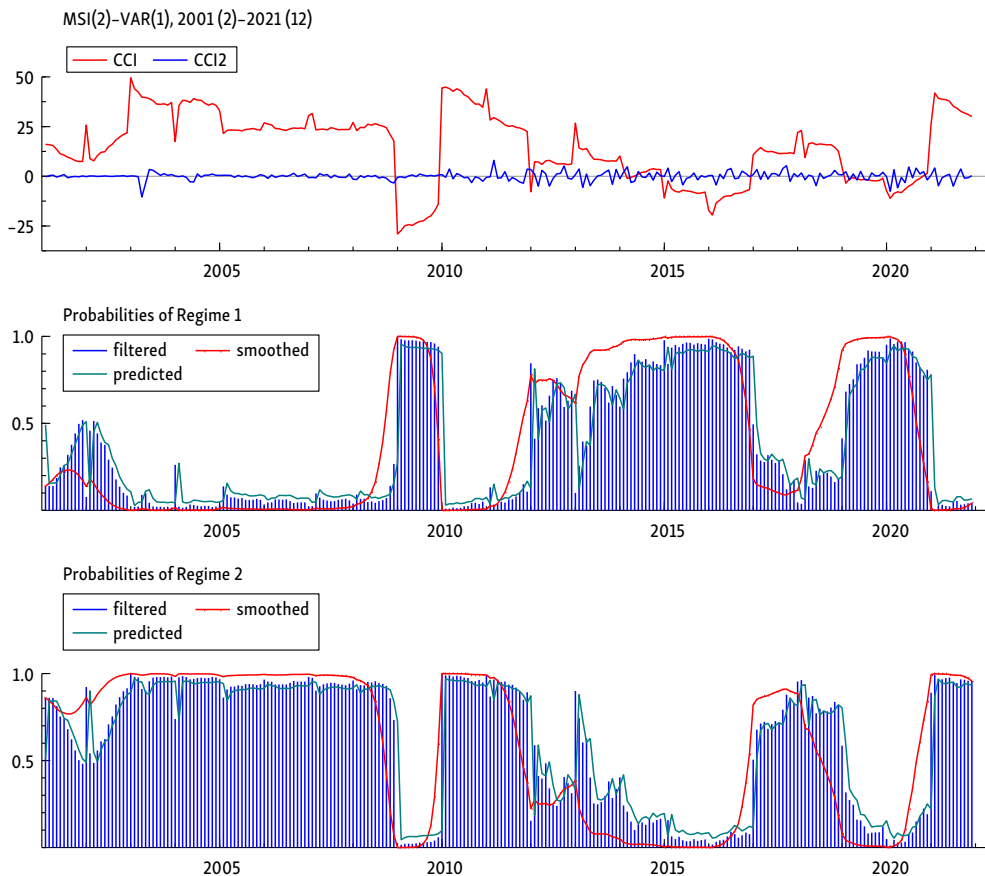 MSI(2)–VAR(1), 2001 (2)–2021 (12)
CCI CCI2
50
25
0
−25
2005 2010 2015 2020
Probabilities of Regime 1
filtered smoothed
predicted
1.0
0.5
2005 2010 2015 2020
Probabilities of Regime 2
filtered smoothed
predicted
1.0
0.5
2005 2010 2015 2020